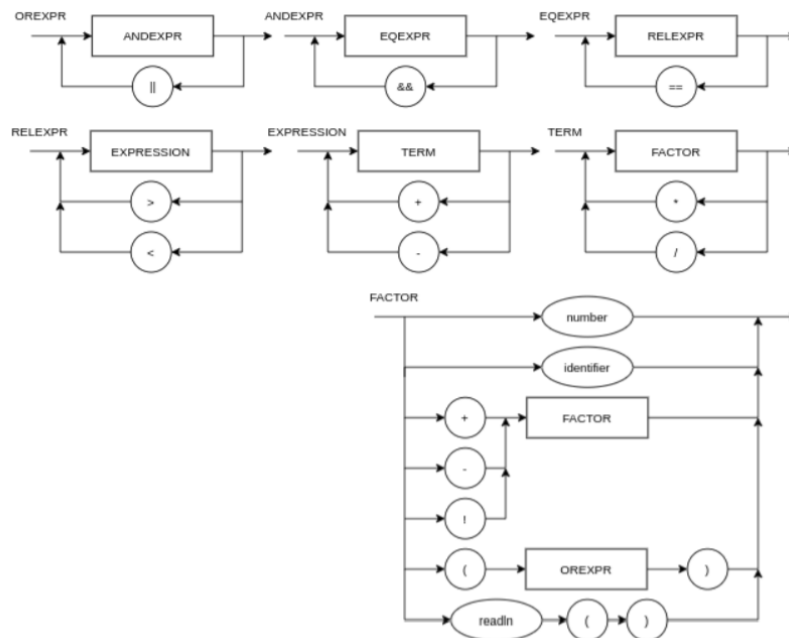 OREXPR
ANDEXPR
||
ANDEXPR
EQEXPR
&&
EQEXPR
RELEXPR
==
RELEXPR
EXPRESSION
>
<
EXPRESSION
TERM
+
-
TERM
FACTOR
*
/
FACTOR
number
identifier
+
FACTOR
-
!
(
OREXPR
)
readln
(
)